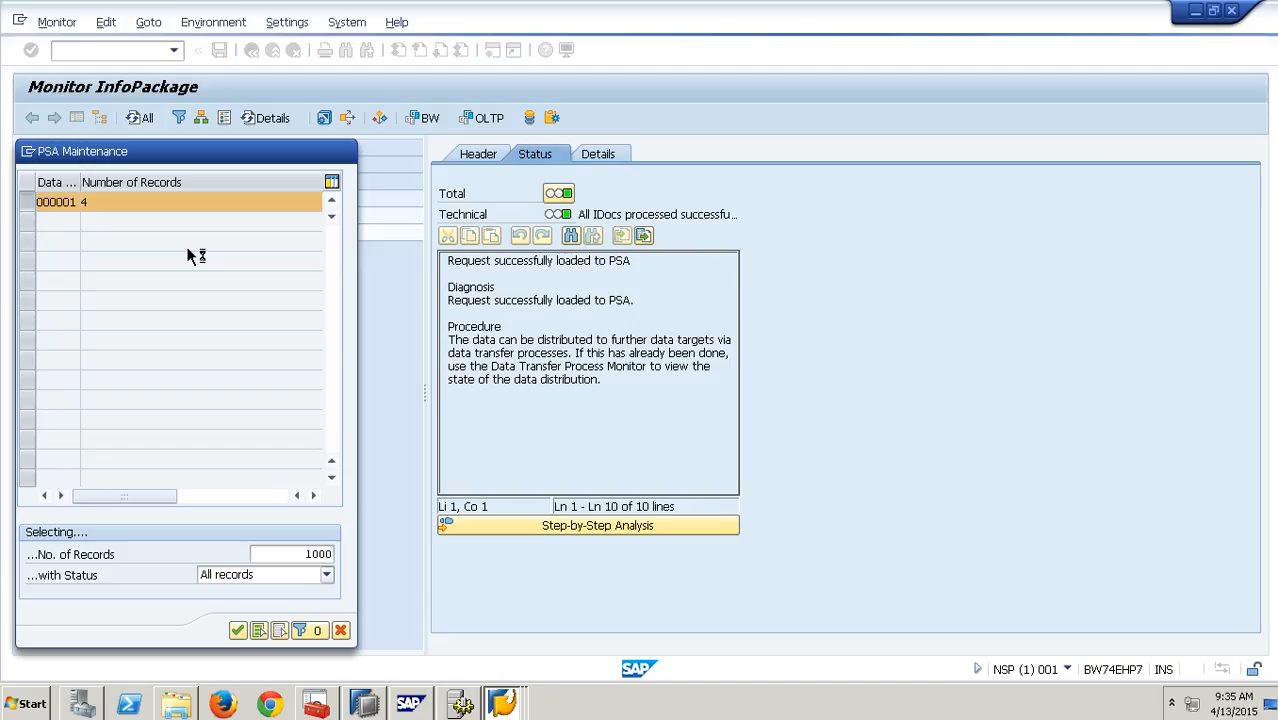 Monitor Edit Goto Environment Settings System Help
Monitor InfoPackage
All Details BW OLTP
PSA Maintenance
Data ... Number of Records
000001 4
Selecting....
...No. of Records 1000
...with Status All records
0
Header Status Details
Total
Technical All IDocs processed successfu...
Request successfully loaded to PSA
Diagnosis
Request successfully loaded to PSA.
Procedure
The data can be distributed to further data targets via
data transfer processes. If this has already been done,
use the Data Transfer Process Monitor to view the
state of the data distribution.
Li 1, Co 1 Ln 1 - Ln 10 of 10 lines
Step-by-Step Analysis
SAP NSP (1) 001 BW74EHP7 INS
Start SAP 9:35 AM
4/13/2015